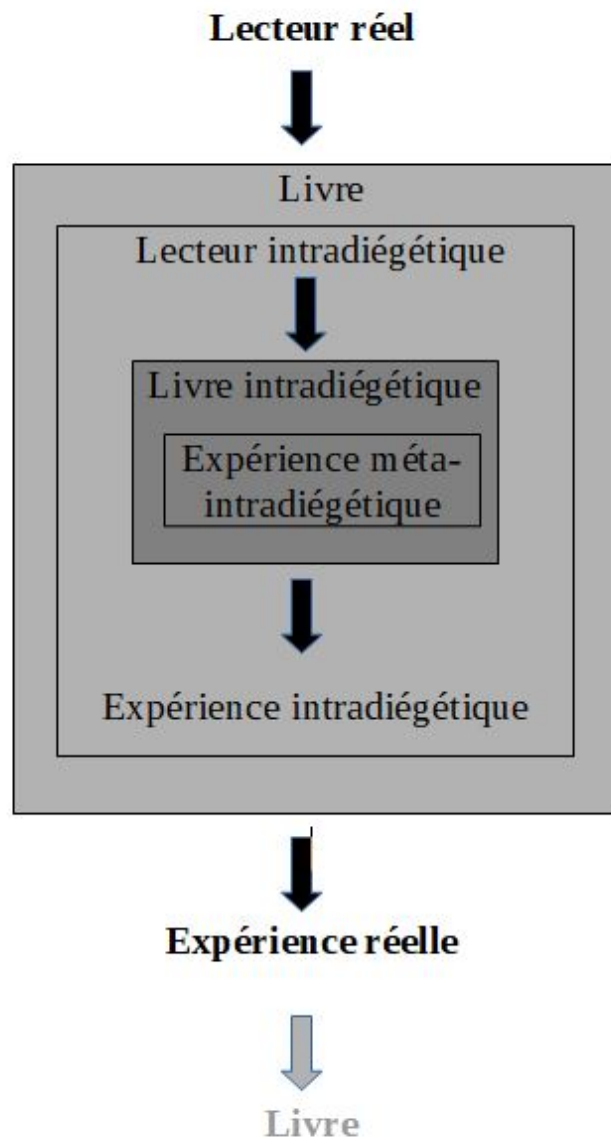 Lecteur réel
Livre
Lecteur intradiégétique
Livre intradiégétique
Expérience méta-
intradiégétique
Expérience intradiégétique
Expérience réelle
Livre